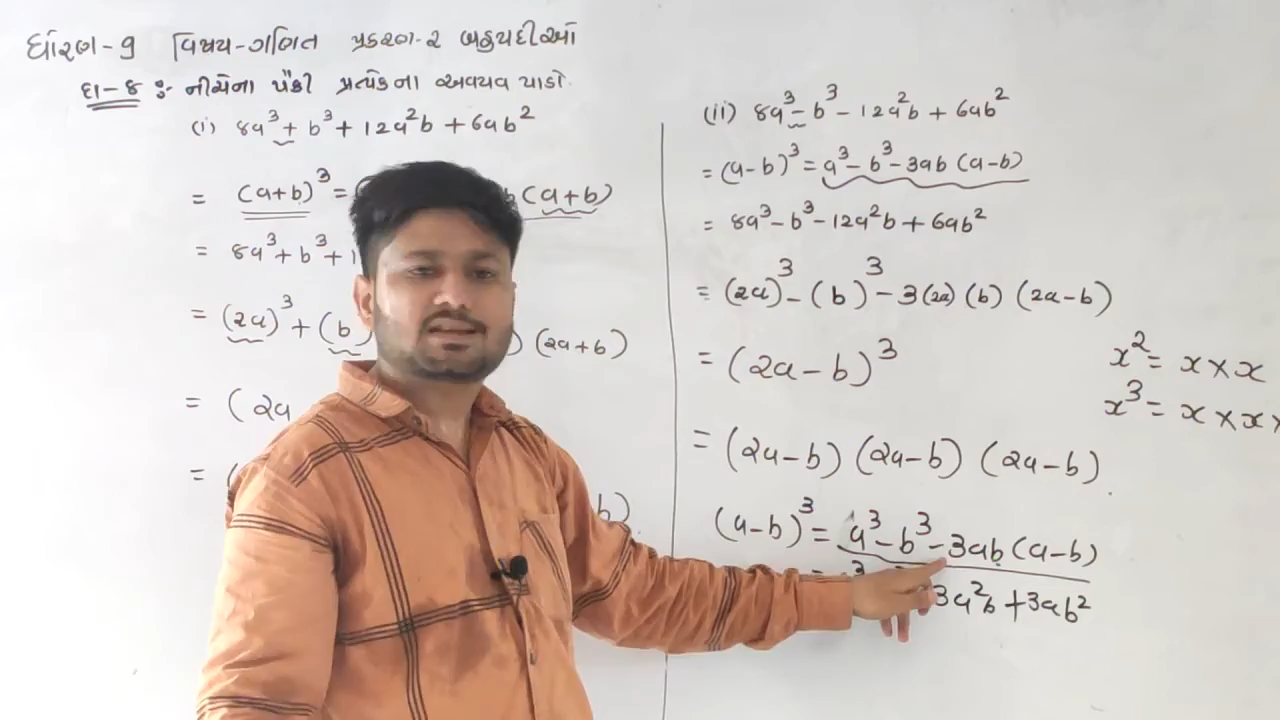 ધોરણ-9 વિષય-ગણિત પ્રકરણ-૨ બહુપદીઓ
દા-૪ :- નીચેના પૈકી પ્રત્યેકના અવયવ પાડો.
(i) 8a³ + b³ + 12a²b + 6ab²
= (a+b)³ = (a+b)
= 8a³ + b³ +
= (2a)³ + (b (2a+b)
= (2a
= ( b)
(ii) 8a³ - b³ - 12a²b + 6ab²
= (a-b)³ = a³ - b³ - 3ab (a-b)
= 8a³ - b³ - 12a²b + 6ab²
= (2a)³ - (b)³ - 3(2a)(b) (2a-b)
= (2a-b)³
= (2a-b) (2a-b) (2a-b)
(a-b)³ = a³ - b³ - 3ab(a-b)
= 3a²b + 3ab²
x² = x × x
x³ = x × x ×